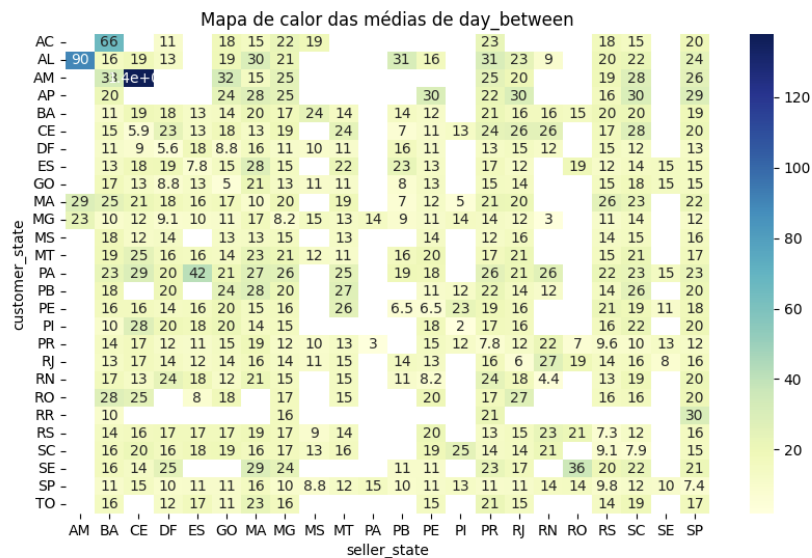 Mapa de calor das médias de day_between
AC 66 11 18 15 22 19 23 18 15 20
AL 90 16 19 13 19 30 21 31 16 31 23 9 20 22 24
AM 33 4e+0 32 15 25 25 20 19 28 26
AP 20 24 28 25 30 22 30 16 30 29
BA 11 19 18 13 14 20 17 24 14 14 12 21 16 16 15 20 20 19
CE 15 5.9 23 13 18 13 19 24 7 11 13 24 26 26 17 28 20
DF 11 9 5.6 18 8.8 16 11 10 11 16 11 13 15 12 15 12 12
ES 13 18 19 7.8 15 28 15 22 23 13 17 12 19 12 14 15 15
GO 17 13 8.8 13 5 21 13 11 11 8 13 15 14 15 18 15 15
MA 29 25 21 18 16 17 10 20 19 7 12 5 21 20 26 23 22
MG 23 10 12 9.1 10 11 17 8.2 15 13 14 9 11 14 14 12 3 11 14 12
MS 18 12 14 13 13 15 13 14 12 16 14 15 16
MT 19 25 16 16 14 23 21 12 11 16 20 17 21 15 21 17
PA 23 29 20 42 21 27 26 25 19 18 26 21 26 22 23 15 23
PB 18 20 24 28 20 27 11 12 22 14 12 24 26 20
PE 16 16 14 16 20 15 16 26 6.5 6.5 23 19 16 21 19 11 18
PI 10 28 20 18 20 14 15 18 2 17 16 16 22 20
PR 14 17 12 11 15 19 12 10 13 3 15 12 7.8 12 22 7 9.6 10 13 12
RJ 13 17 14 12 14 16 14 11 15 14 13 16 6 27 19 14 16 8 16
RN 17 13 24 18 12 21 15 11 8.2 24 18 4.4 13 19 20
RO 28 25 8 18 17 15 20 17 27 16 16 20
RR 10 16 21 30
RS 14 16 17 17 17 19 17 9 14 20 13 15 23 21 7.3 12 16
SC 16 20 16 18 19 16 17 13 16 19 25 14 14 21 9.1 7.9 15
SE 16 14 25 29 24 11 11 23 17 36 20 22 21
SP 11 15 10 11 11 16 10 8.8 12 15 10 11 13 11 11 14 14 9.8 12 10 7.4
TO 16 12 17 11 23 16 15 21 15 14 19 17
AM BA CE DF ES GO MA MG MS MT PA PB PE PI PR RJ RN RO RS SC SE SP
seller_state
customer_state
120
100
80
60
40
20